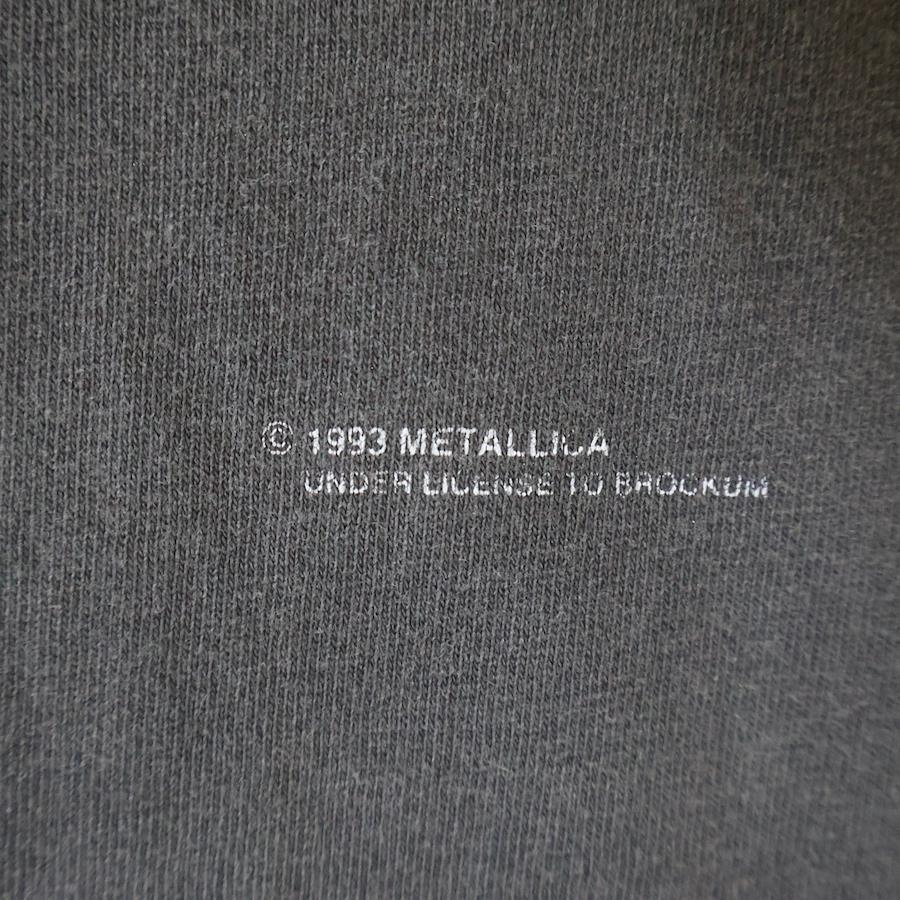 © 1993 METALLICA
UNDER LICENSE TO BROCKUM